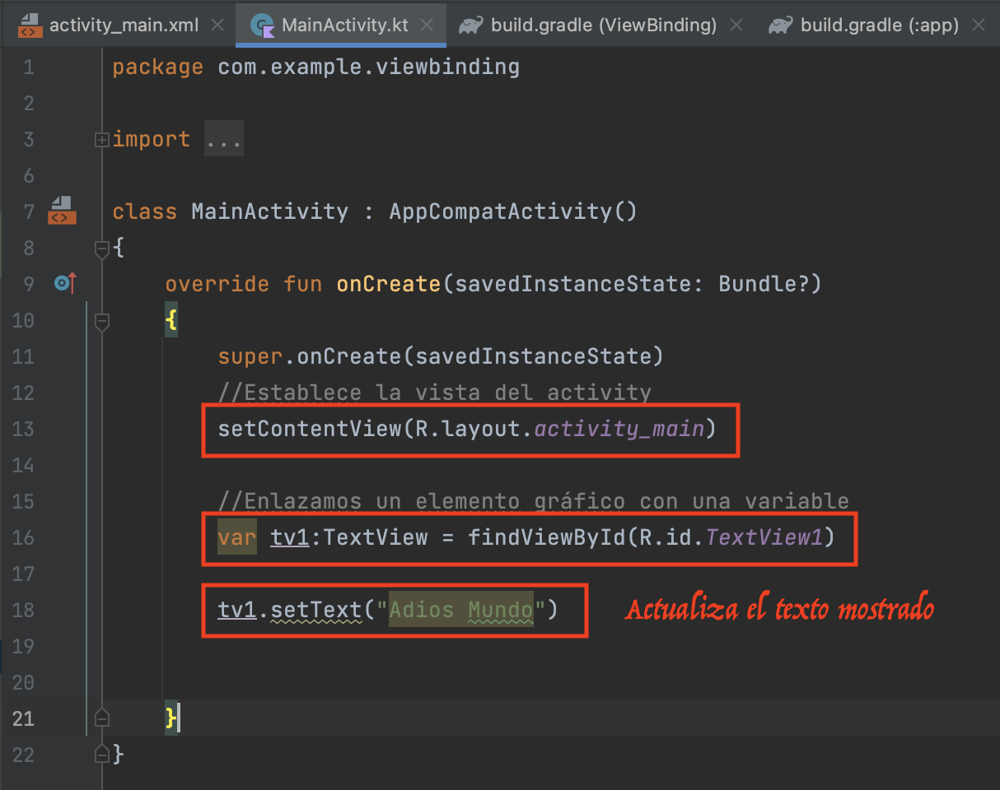 activity_main.xml MainActivity.kt build.gradle (ViewBinding) build.gradle (:app)
1 package com.example.viewbinding
2
3 import ...
6
7 class MainActivity : AppCompatActivity()
8 {
9 override fun onCreate(savedInstanceState: Bundle?)
10 {
11 super.onCreate(savedInstanceState)
12 //Establece la vista del activity
13 setContentView(R.layout.activity_main)
14
15 //Enlazamos un elemento gráfico con una variable
16 var tv1:TextView = findViewById(R.id.TextView1)
17
18 tv1.setText("Adios Mundo") Actualiza el texto mostrado
19
20
21 }
22 }